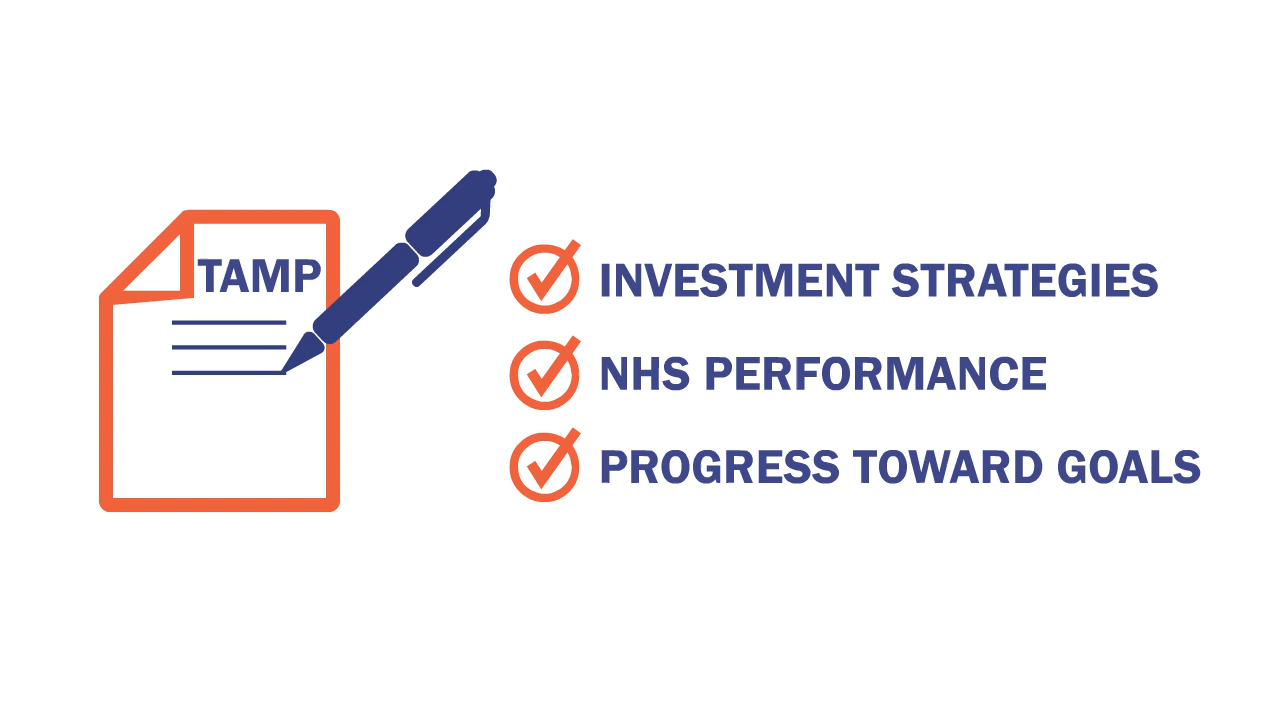 TAMP
INVESTMENT STRATEGIES
NHS PERFORMANCE
PROGRESS TOWARD GOALS